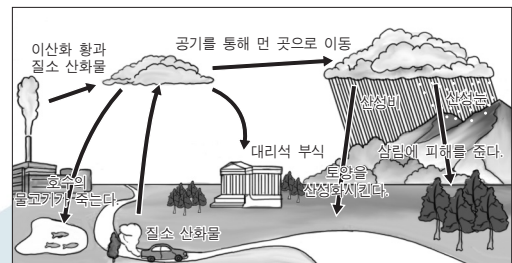 이산화 황과
질소 산화물
공기를 통해 먼 곳으로 이동
산성비
산성눈
대리석 부식
삼림에 피해를 준다.
호수의
물고기가 죽는다.
토양을
산성화시킨다.
질소 산화물